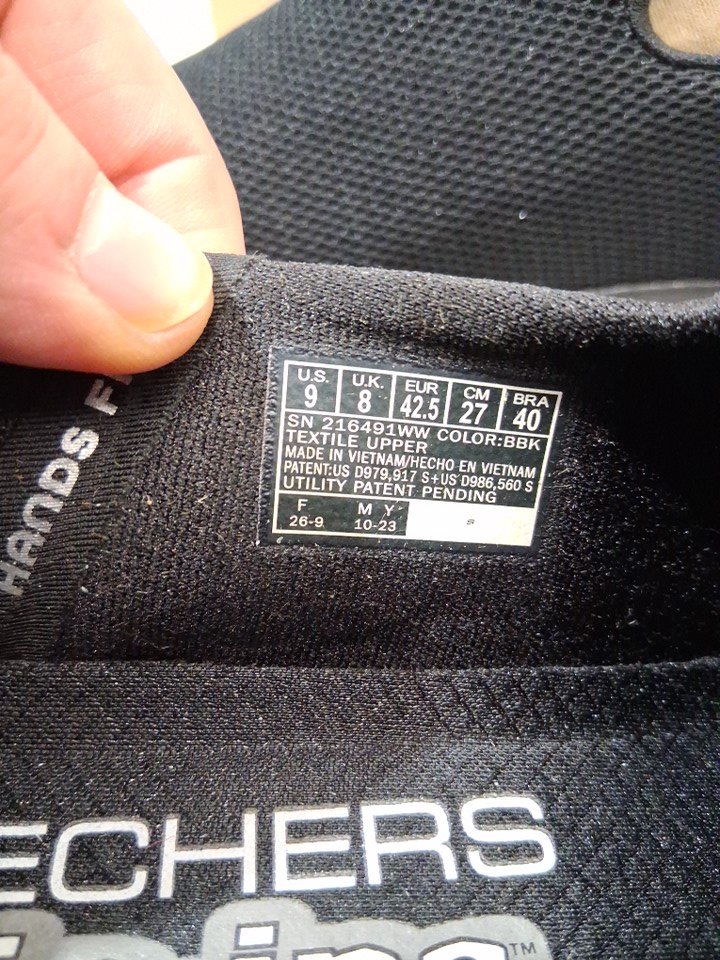 U.S. U.K. EUR CM BRA
9 8 42.5 27 40
SN 216491WW COLOR:BBK
TEXTILE UPPER
MADE IN VIETNAM/HECHO EN VIETNAM
PATENT:US D979,917 S+US D986,560 S
UTILITY PATENT PENDING
F M Y
26-9 10-23 S
HANDS F
ECHERS
TM